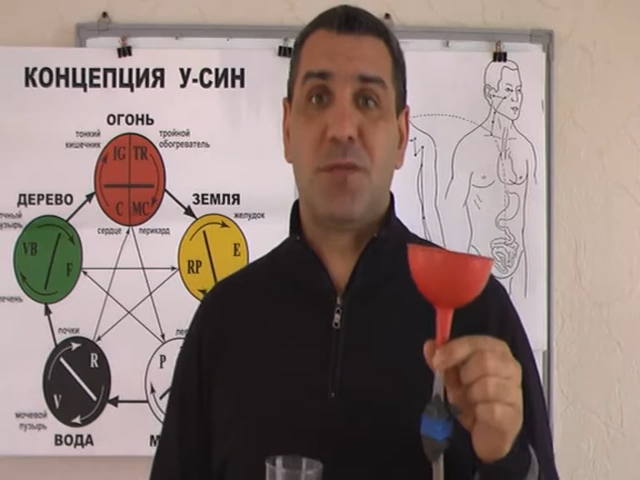 КОНЦЕПЦИЯ У-СИН
ОГОНЬ
тонкий
кишечник
тройной
обогреватель
IG TR
C MC
сердце
перикард
ДЕРЕВО
ЗЕМЛЯ
желудок
VB
F
E
RP
почки
R
V
P
мочевой
пузырь
ВОДА